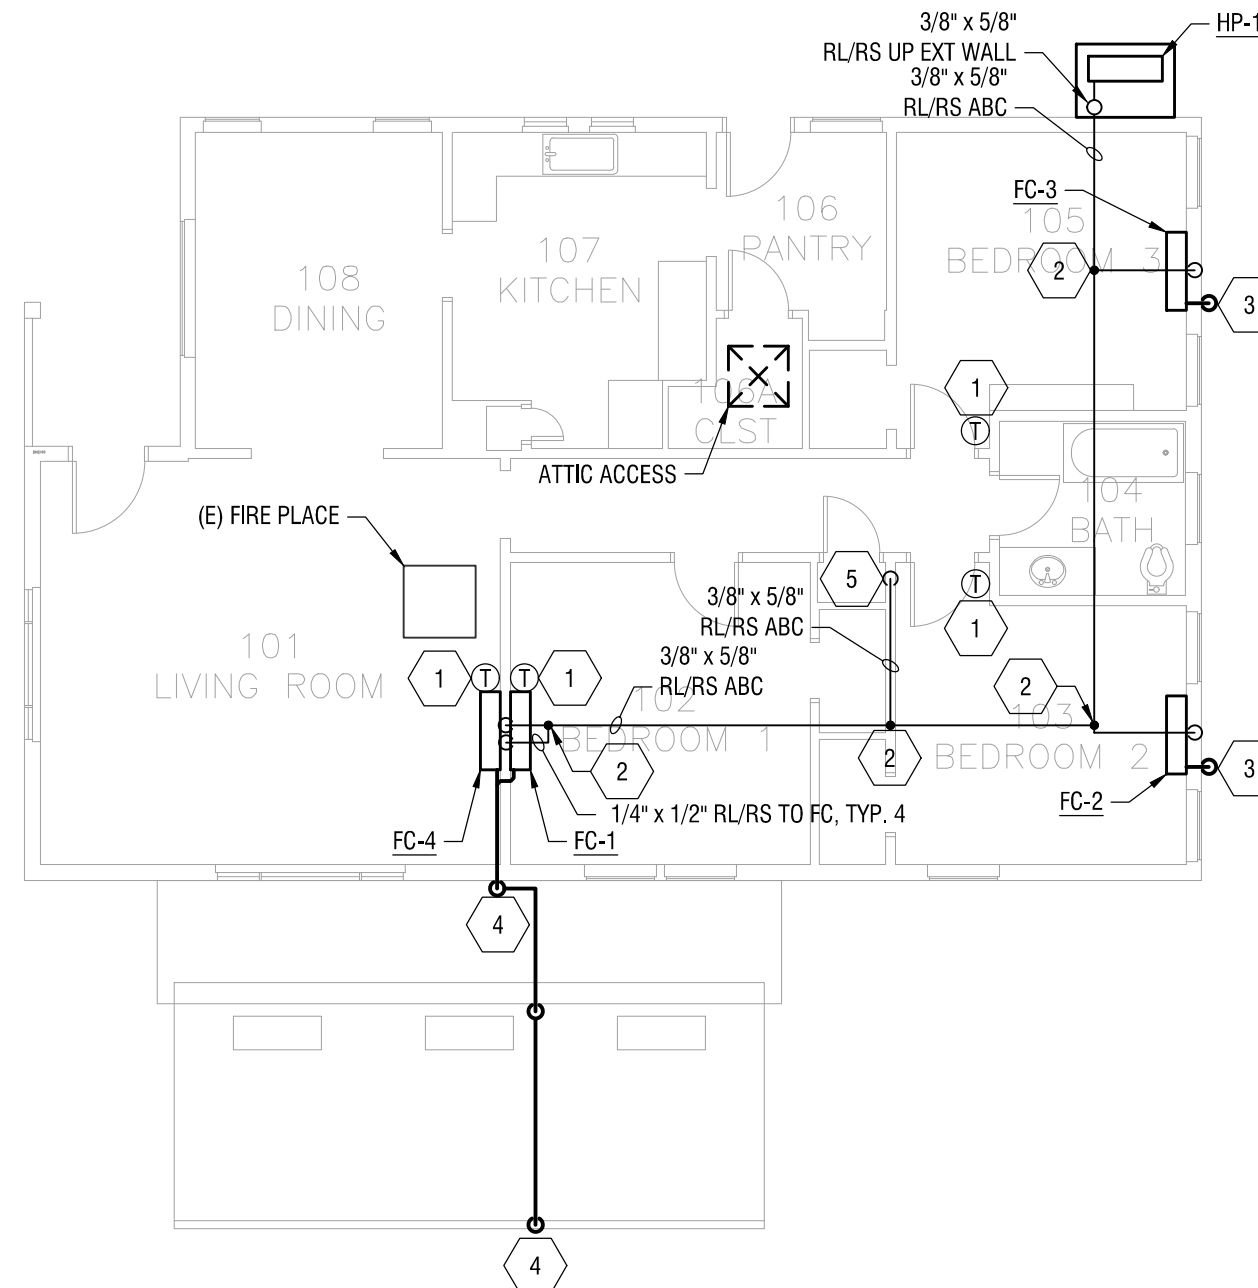 3/8" x 5/8"
RL/RS UP EXT WALL
HP-1
3/8" x 5/8"
RL/RS ABC
FC-3
106
PANTRY
105
BEDROOM 3
107
KITCHEN
108
DINING
2
3
1
106A
CLST
T
ATTIC ACCESS
104
BATH
(E) FIRE PLACE
5
T
3/8" x 5/8"
RL/RS ABC
1
101
LIVING ROOM
3/8" x 5/8"
RL/RS ABC
1
T
T
1
102
BEDROOM 1
2
103
BEDROOM 2
2
2
3
1/4" x 1/2" RL/RS TO FC, TYP. 4
FC-2
FC-4
FC-1
4
4